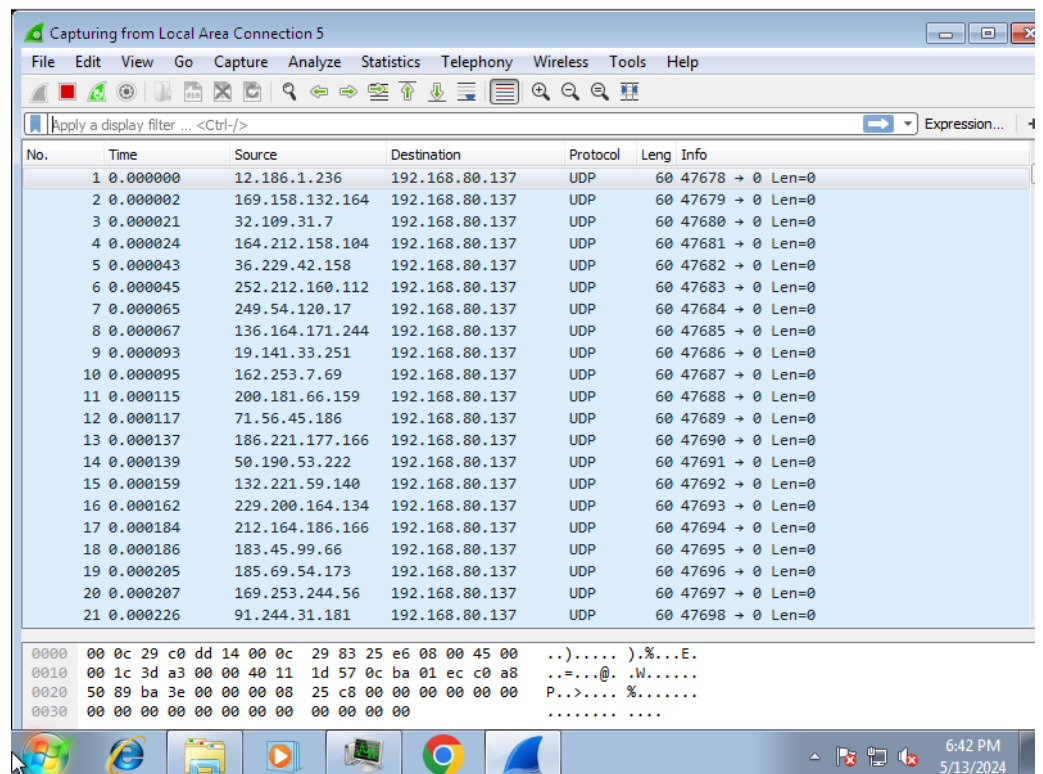 Capturing from Local Area Connection 5
File Edit View Go Capture Analyze Statistics Telephony Wireless Tools Help
Apply a display filter ... <Ctrl-/> Expression... +
No. Time Source Destination Protocol Leng Info
1 0.000000 12.186.1.236 192.168.80.137 UDP 60 47678 → 0 Len=0
2 0.000002 169.158.132.164 192.168.80.137 UDP 60 47679 → 0 Len=0
3 0.000021 32.109.31.7 192.168.80.137 UDP 60 47680 → 0 Len=0
4 0.000024 164.212.158.104 192.168.80.137 UDP 60 47681 → 0 Len=0
5 0.000043 36.229.42.158 192.168.80.137 UDP 60 47682 → 0 Len=0
6 0.000045 252.212.160.112 192.168.80.137 UDP 60 47683 → 0 Len=0
7 0.000065 249.54.120.17 192.168.80.137 UDP 60 47684 → 0 Len=0
8 0.000067 136.164.171.244 192.168.80.137 UDP 60 47685 → 0 Len=0
9 0.000093 19.141.33.251 192.168.80.137 UDP 60 47686 → 0 Len=0
10 0.000095 162.253.7.69 192.168.80.137 UDP 60 47687 → 0 Len=0
11 0.000115 200.181.66.159 192.168.80.137 UDP 60 47688 → 0 Len=0
12 0.000117 71.56.45.186 192.168.80.137 UDP 60 47689 → 0 Len=0
13 0.000137 186.221.177.166 192.168.80.137 UDP 60 47690 → 0 Len=0
14 0.000139 50.190.53.222 192.168.80.137 UDP 60 47691 → 0 Len=0
15 0.000159 132.221.59.140 192.168.80.137 UDP 60 47692 → 0 Len=0
16 0.000162 229.200.164.134 192.168.80.137 UDP 60 47693 → 0 Len=0
17 0.000184 212.164.186.166 192.168.80.137 UDP 60 47694 → 0 Len=0
18 0.000186 183.45.99.66 192.168.80.137 UDP 60 47695 → 0 Len=0
19 0.000205 185.69.54.173 192.168.80.137 UDP 60 47696 → 0 Len=0
20 0.000207 169.253.244.56 192.168.80.137 UDP 60 47697 → 0 Len=0
21 0.000226 91.244.31.181 192.168.80.137 UDP 60 47698 → 0 Len=0
0000 00 0c 29 c0 dd 14 00 0c 29 83 25 e6 08 00 45 00 ..)..... ).%...E.
0010 00 1c 3d a3 00 00 40 11 1d 57 0c ba 01 ec c0 a8 ..=...@. .W......
0020 50 89 ba 3e 00 00 00 08 25 c8 00 00 00 00 00 00 P..>.... %.......
0030 00 00 00 00 00 00 00 00 00 00 00 00 ........ ....
6:42 PM
5/13/2024